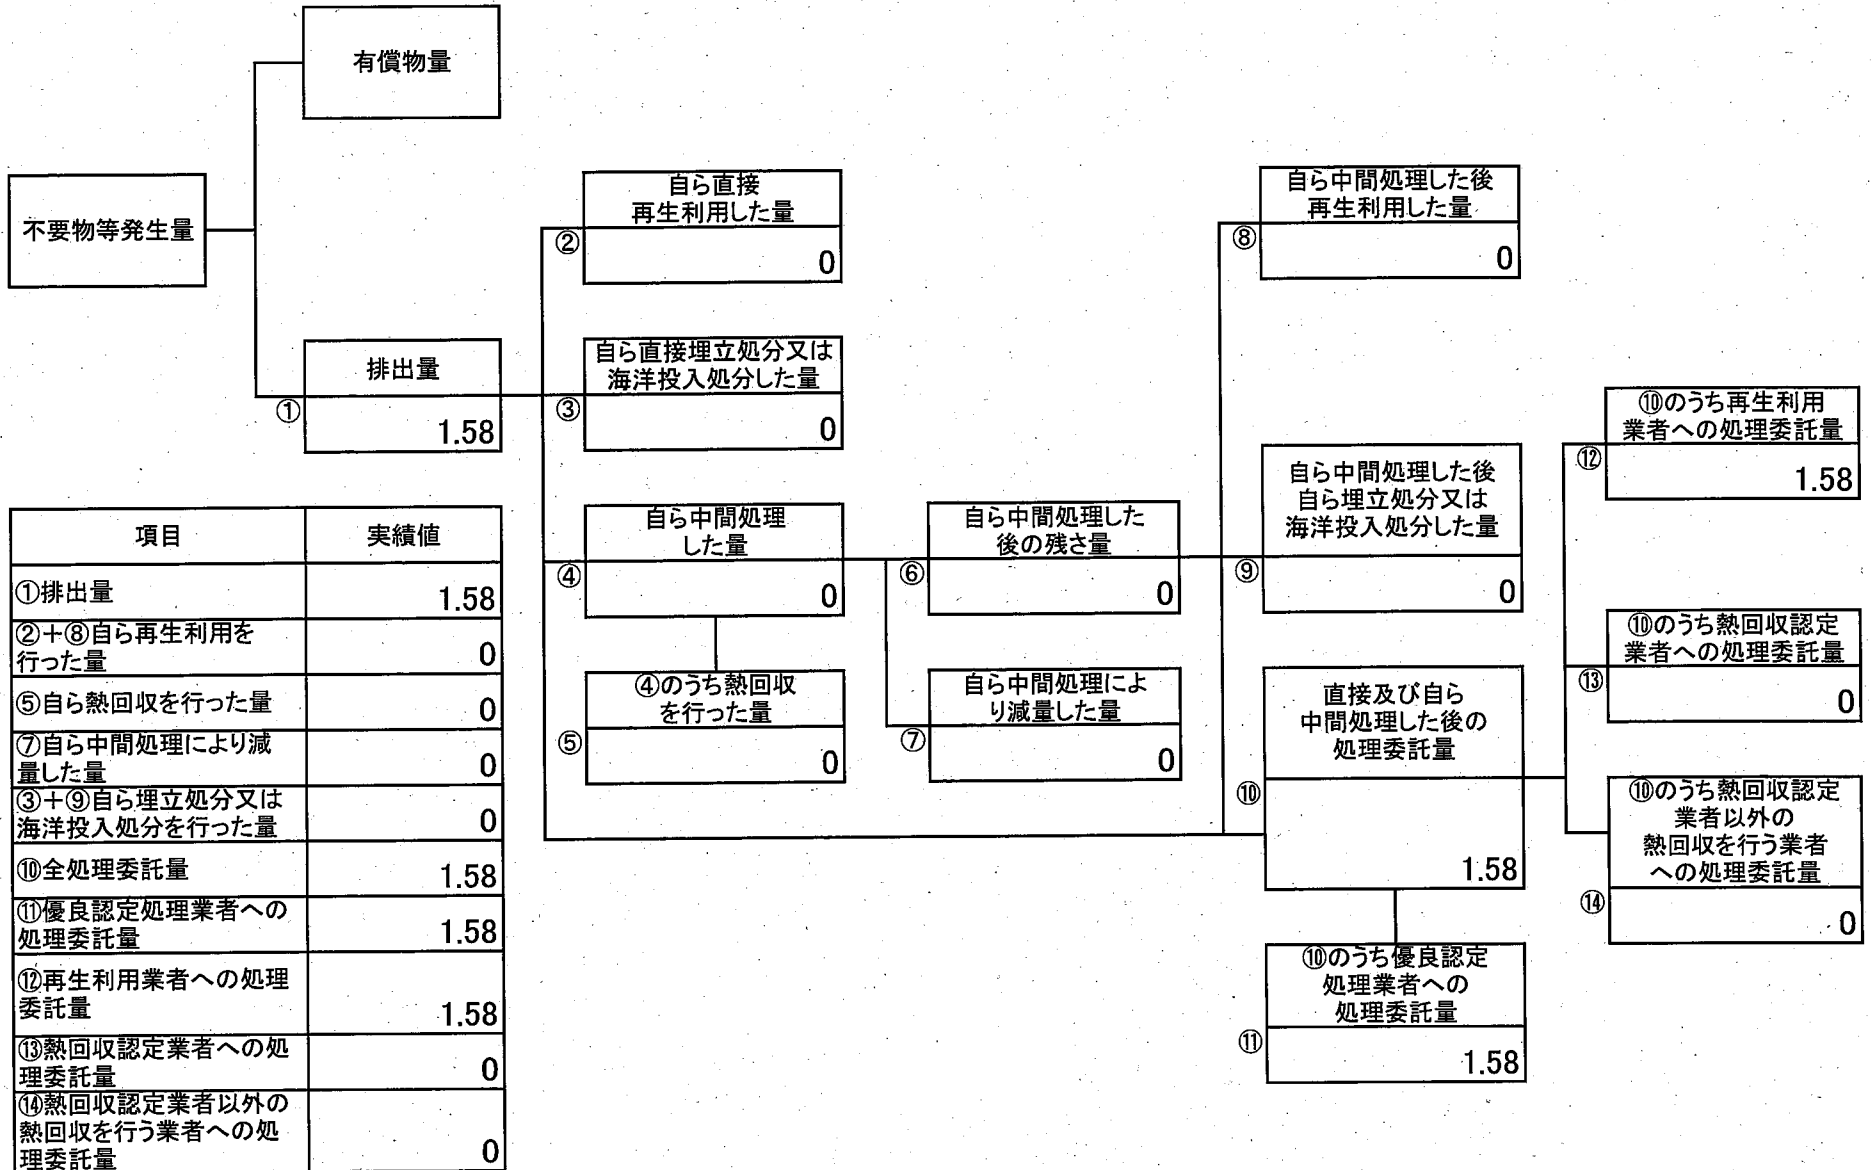 有償物量
不要物等発生量
自ら直接
再生利用した量
②
0
自ら中間処理した後
再生利用した量
⑧
0
排出量
①
1.58
自ら直接埋立処分又は
海洋投入処分した量
③
0
自ら中間処理
した量
④
0
自ら中間処理した
後の残さ量
⑥
0
自ら中間処理した後
自ら埋立処分又は
海洋投入処分した量
⑨
0
⑩のうち再生利用
業者への処理委託量
⑫
1.58
④のうち熱回収
を行った量
⑤
0
自ら中間処理によ
り減量した量
⑦
0
直接及び自ら
中間処理した後の
処理委託量
⑩
1.58
⑩のうち熱回収認定
業者への処理委託量
⑬
0
⑩のうち熱回収認定
業者以外の
熱回収を行う業者
への処理委託量
⑭
0
⑩のうち優良認定
処理業者への
処理委託量
⑪
1.58
項目 実績値
①排出量 1.58
②+⑧自ら再生利用を
行った量 0
⑤自ら熱回収を行った量 0
⑦自ら中間処理により減
量した量 0
③+⑨自ら埋立処分又は
海洋投入処分を行った量 0
⑩全処理委託量 1.58
⑪優良認定処理業者への
処理委託量 1.58
⑫再生利用業者への処理
委託量 1.58
⑬熱回収認定業者への処
理委託量 0
⑭熱回収認定業者以外の
熱回収を行う業者への処
理委託量 0